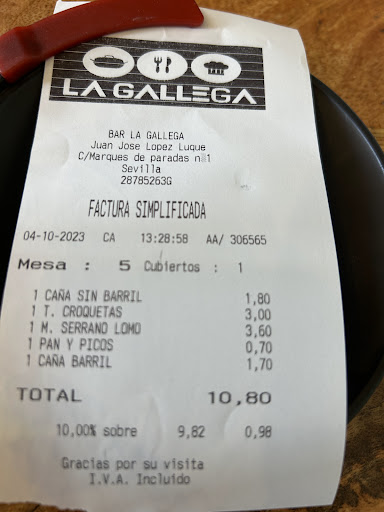 LA GALLEGA
BAR LA GALLEGA
Juan Jose Lopez Luque
C/Marques de paradas nº1
Sevilla
28785263G
FACTURA SIMPLIFICADA
04-10-2023 CA 13:28:58 AA/ 306565
Mesa : 5 Cubiertos : 1
1 CAÑA SIN BARRIL 1,80
1 T. CROQUETAS 3,00
1 M. SERRANO LOMO 3,60
1 PAN Y PICOS 0,70
1 CAÑA BARRIL 1,70
TOTAL 10,80
10,00% sobre 9,82 0,98
Gracias por su visita
I.V.A. Incluido